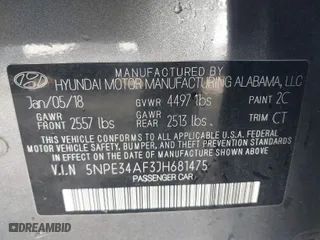 MANUFACTURED BY
HYUNDAI MOTOR MANUFACTURING ALABAMA, LLC
Jan/05/18 GVWR 4497 lbs PAINT 2C
GAWR FRONT 2557 lbs GAWR REAR 2513 lbs TRIM CT
THIS VEHICLE CONFORMS TO ALL APPLICABLE U.S. FEDERAL
MOTOR VEHICLE SAFETY, BUMPER, AND THEFT PREVENTION
STANDARDS IN EFFECT ON THE DATE OF MANUFACTURE SHOWN ABOVE.
V.I.N 5NPE34AF3JH681475
PASSENGER CAR
AUTOBIDMASTER